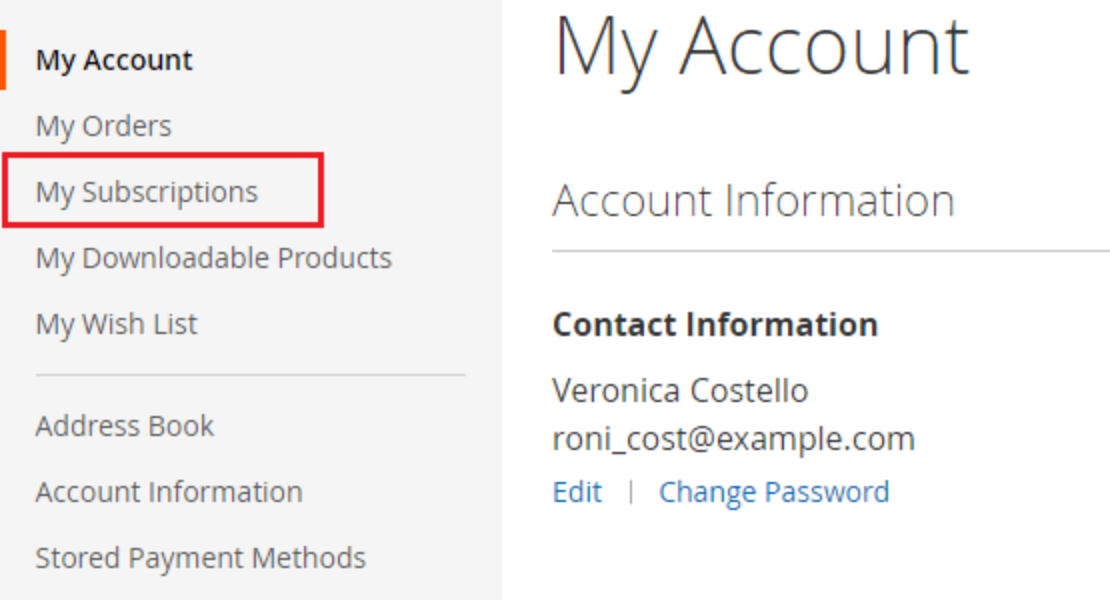 My Account
My Orders
My Subscriptions
My Downloadable Products
My Wish List
Address Book
Account Information
Stored Payment Methods
My Account
Account Information
Contact Information
Veronica Costello
roni_cost@example.com
Edit | Change Password